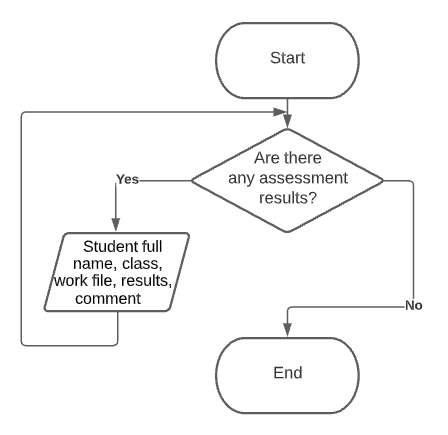 Start
Are there
any assessment
results?
Yes
Student full
name, class,
work file, results,
comment
No
End